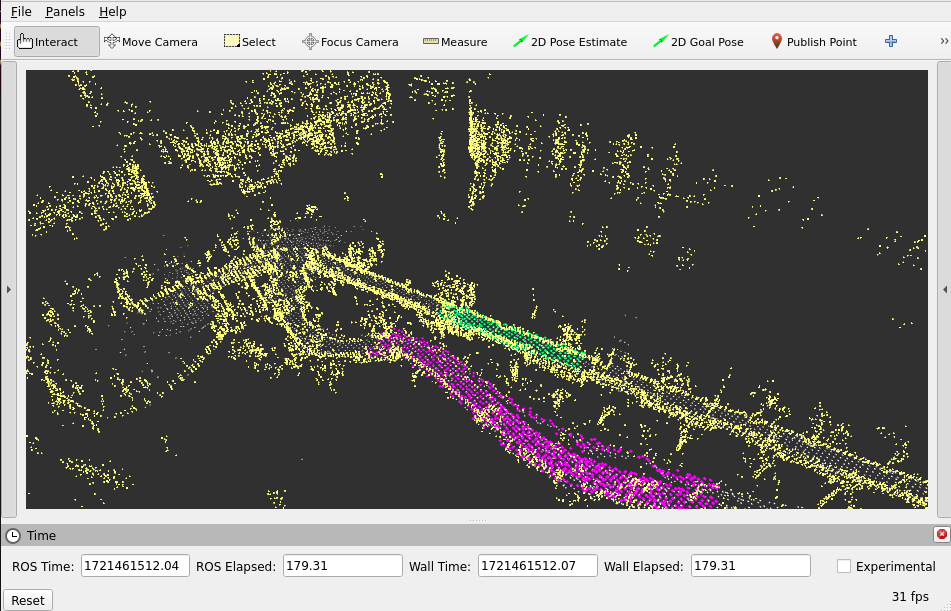 File Panels Help
Interact Move Camera Select Focus Camera Measure 2D Pose Estimate 2D Goal Pose Publish Point
Time
ROS Time: 1721461512.04 ROS Elapsed: 179.31 Wall Time: 1721461512.07 Wall Elapsed: 179.31 Experimental
Reset 31 fps